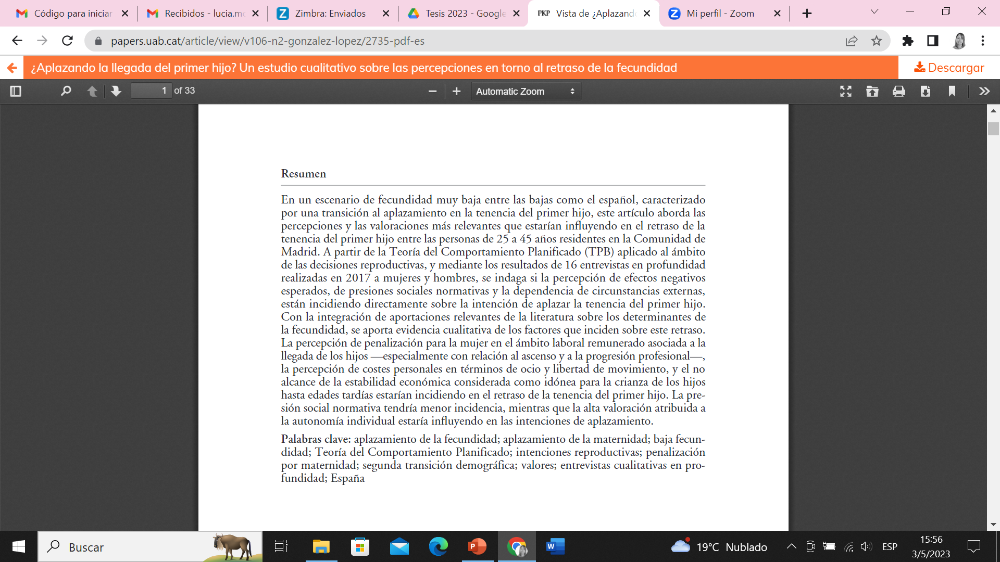 Código para iniciar
Recibidos - lucia.mo
Zimbra: Enviados
Tesis 2023 - Google
PKP Vista de ¿Aplazando
Mi perfil - Zoom
papers.uab.cat/article/view/v106-n2-gonzalez-lopez/2735-pdf-es
¿Aplazando la llegada del primer hijo? Un estudio cualitativo sobre las percepciones en torno al retraso de la fecundidad
Descargar
1 of 33
Automatic Zoom
Resumen
En un escenario de fecundidad muy baja entre las bajas como el español, caracterizado
por una transición al aplazamiento en la tenencia del primer hijo, este artículo aborda las
percepciones y las valoraciones más relevantes que estarían influyendo en el retraso de la
tenencia del primer hijo entre las personas de 25 a 45 años residentes en la Comunidad de
Madrid. A partir de la Teoría del Comportamiento Planificado (TPB) aplicado al ámbito
de las decisiones reproductivas, y mediante los resultados de 16 entrevistas en profundidad
realizadas en 2017 a mujeres y hombres, se indaga si la percepción de efectos negativos
esperados, de presiones sociales normativas y la dependencia de circunstancias externas,
están incidiendo directamente sobre la intención de aplazar la tenencia del primer hijo.
Con la integración de aportaciones relevantes de la literatura sobre los determinantes de
la fecundidad, se aporta evidencia cualitativa de los factores que inciden sobre este retraso.
La percepción de penalización para la mujer en el ámbito laboral remunerado asociada a la
llegada de los hijos —especialmente con relación al ascenso y a la progresión profesional—,
la percepción de costes personales en términos de ocio y libertad de movimiento, y el no
alcance de la estabilidad económica considerada como idónea para la crianza de los hijos
hasta edades tardías estarían incidiendo en el retraso de la tenencia del primer hijo. La pre-
sión social normativa tendría menor incidencia, mientras que la alta valoración atribuida a
la autonomía individual estaría influyendo en las intenciones de aplazamiento.
Palabras clave: aplazamiento de la fecundidad; aplazamiento de la maternidad; baja fecun-
didad; Teoría del Comportamiento Planificado; intenciones reproductivas; penalización
por maternidad; segunda transición demográfica; valores; entrevistas cualitativas en pro-
fundidad; España
Buscar
19°C Nublado
ESP
15:56
3/5/2023